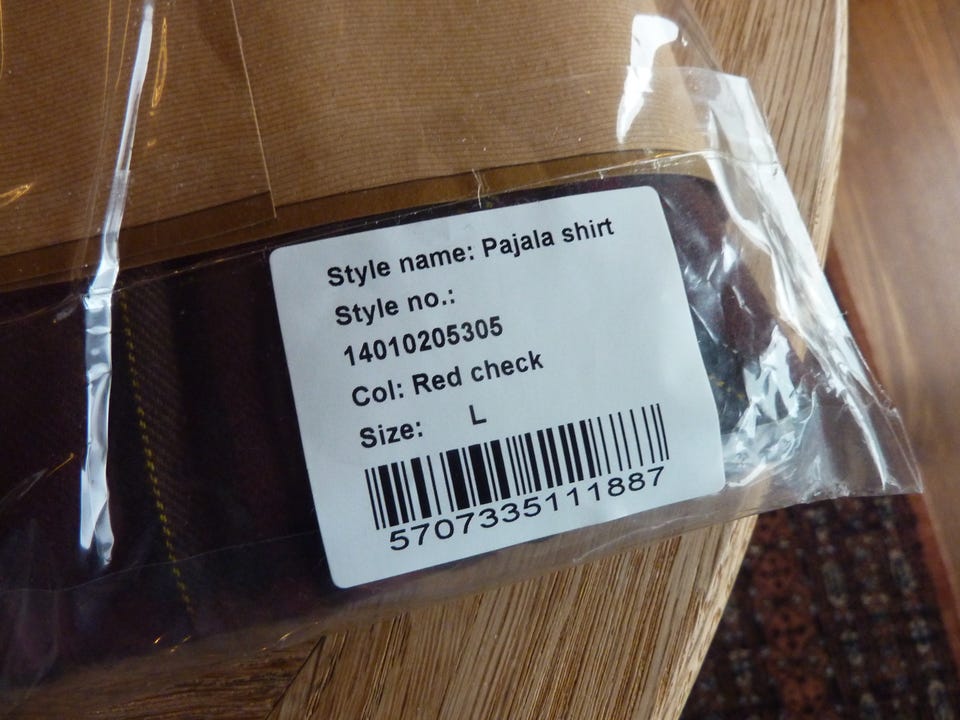 Style name: Pajala shirt
Style no.:
14010205305
Col: Red check
Size: L
5707335111887